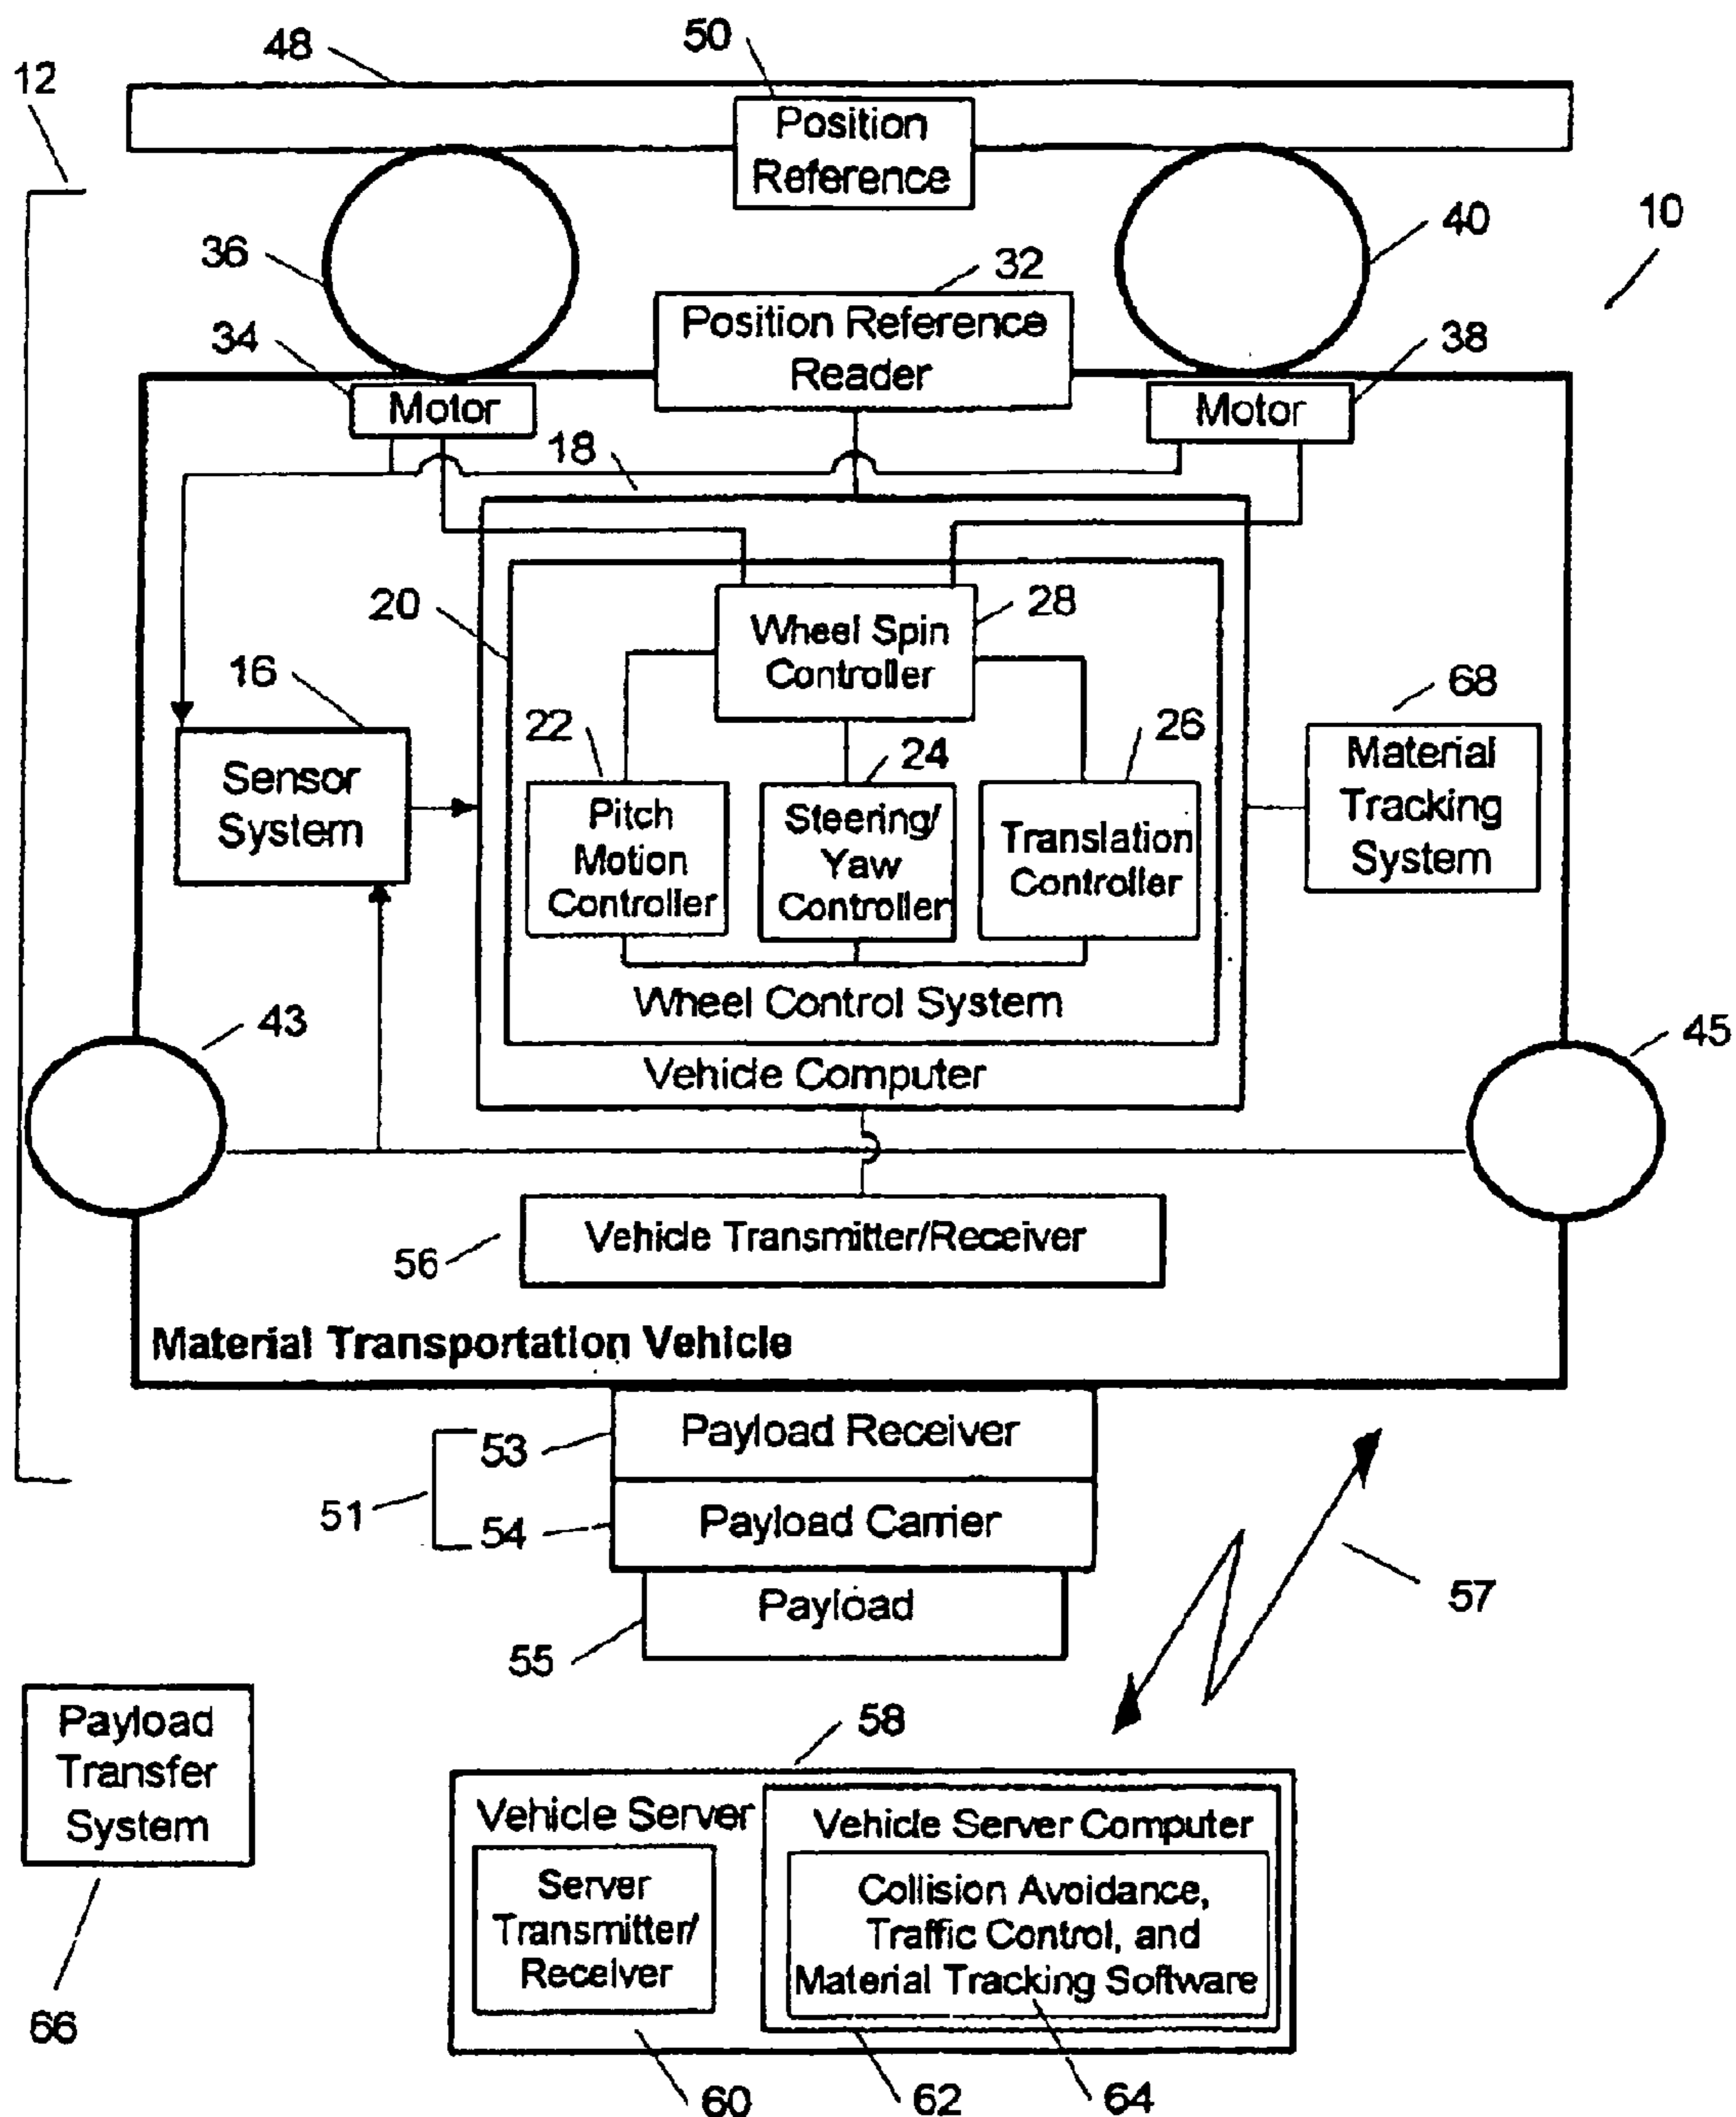 48
50
12
Position
Reference
10
36
40
32
Position Reference
Reader
34
38
Motor
Motor
18
20
28
Wheel Spin
Controller
16
68
22
24
26
Sensor
System
Pitch
Motion
Controller
Steering/
Yaw
Controller
Translation
Controller
Material
Tracking
System
Wheel Control System
43
45
Vehicle Computer
Vehicle Transmitter/Receiver
56
Material Transportation Vehicle
Payload Receiver
53
51
54
Payload Carrier
57
Payload
55
58
Payload
Transfer
System
Vehicle Server
Vehicle Server Computer
Server
Transmitter/
Receiver
Collision Avoidance,
Traffic Control, and
Material Tracking Software
66
60
62
64